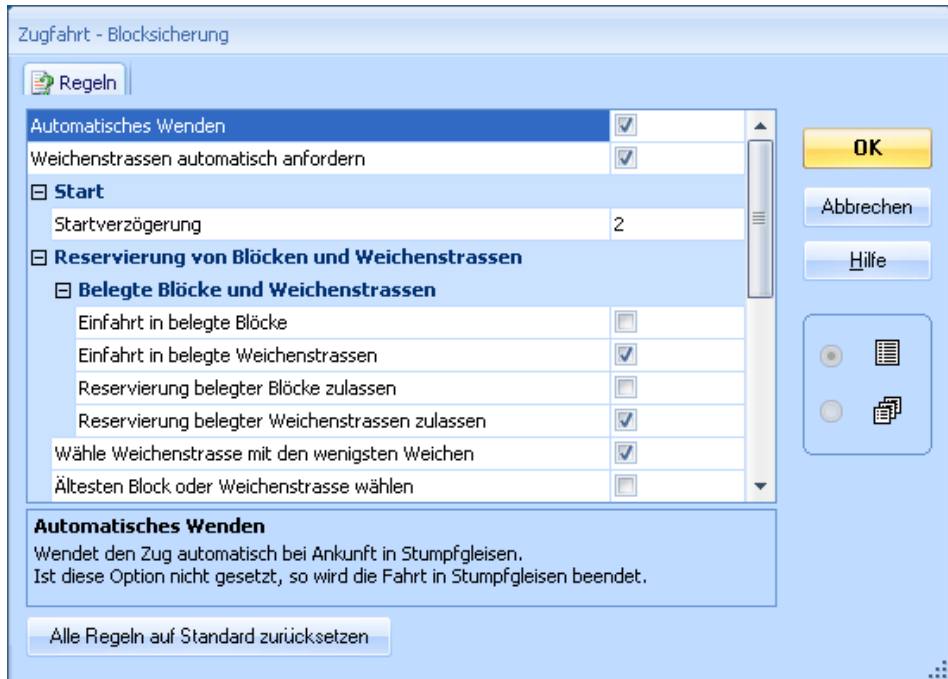 Zugfahrt - Blocksicherung
Regeln
Automatisches Wenden
Weichenstrassen automatisch anfordern
Start
Startverzögerung 2
Reservierung von Blöcken und Weichenstrassen
Belegte Blöcke und Weichenstrassen
Einfahrt in belegte Blöcke
Einfahrt in belegte Weichenstrassen
Reservierung belegter Blöcke zulassen
Reservierung belegter Weichenstrassen zulassen
Wähle Weichenstrasse mit den wenigsten Weichen
Ältesten Block oder Weichenstrasse wählen
Automatisches Wenden
Wendet den Zug automatisch bei Ankunft in Stumpfgleisen.
Ist diese Option nicht gesetzt, so wird die Fahrt in Stumpfgleisen beendet.
Alle Regeln auf Standard zurücksetzen
OK
Abbrechen
Hilfe